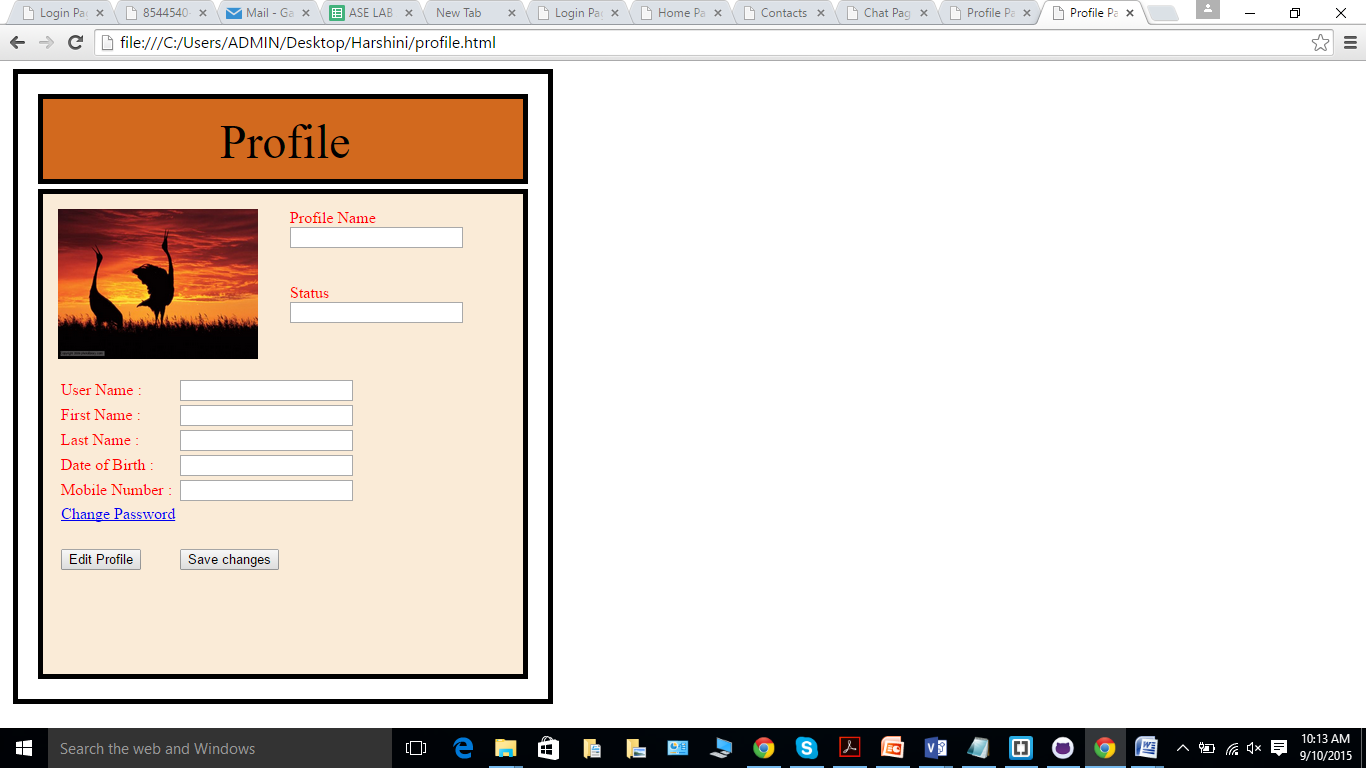 Login Pa
8544540-
Mail - Ga
ASE LAB
New Tab
Login Pa
Home Pa
Contacts
Chat Pag
Profile Pa
Profile Pa
file:///C:/Users/ADMIN/Desktop/Harshini/profile.html
Profile
Profile Name
Status
User Name :
First Name :
Last Name :
Date of Birth :
Mobile Number :
Change Password
Edit Profile Save changes
Search the web and Windows
10:13 AM
9/10/2015